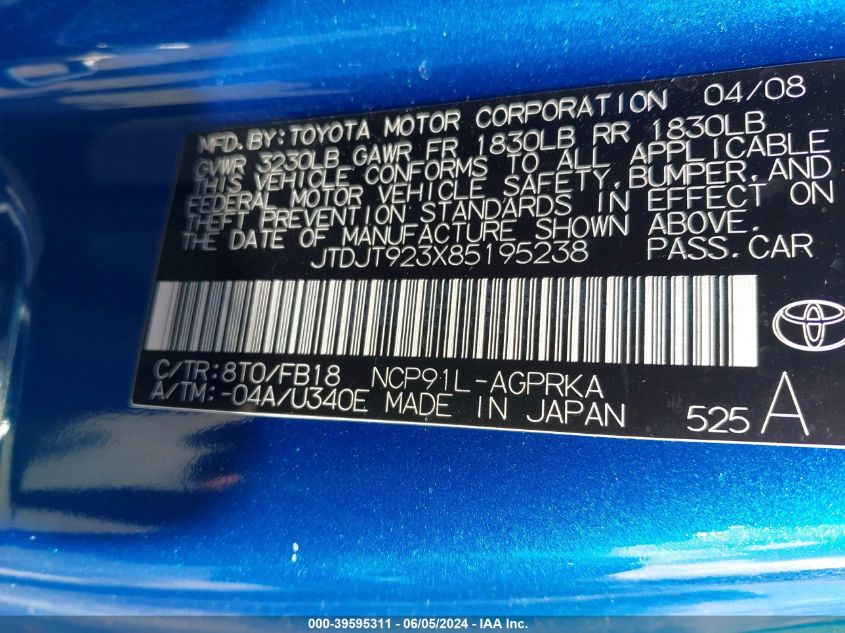 MFD. BY: TOYOTA MOTOR CORPORATION 04/08
GVWR 3230LB GAWR FR 1830LB RR 1830LB
THIS VEHICLE CONFORMS TO ALL APPLICABLE
FEDERAL MOTOR VEHICLE SAFETY, BUMPER, AND
THEFT PREVENTION STANDARDS IN EFFECT ON
THE DATE OF MANUFACTURE SHOWN ABOVE.
JTDJT923X85195238 PASS. CAR
C/TR: 8T0/FB18 NCP91L-AGPRKA
A/TM: -04A/U340E MADE IN JAPAN 525 A
000-39595311 - 06/05/2024 - IAA Inc.